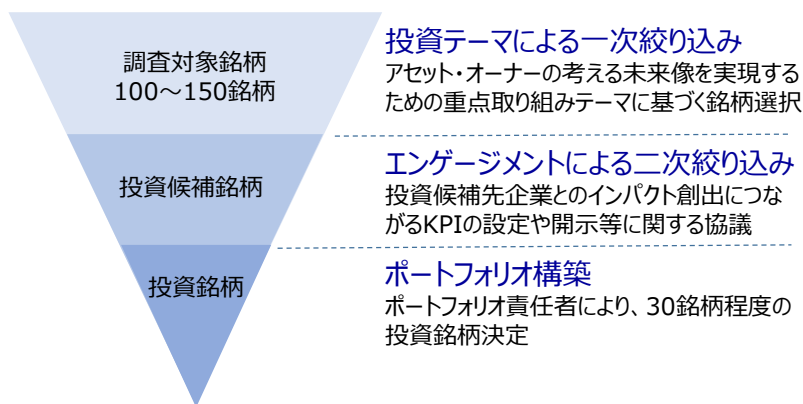 調査対象銘柄
100～150銘柄
投資テーマによる一次絞り込み
アセット・オーナーの考える未来像を実現する
ための重点取り組みテーマに基づく銘柄選択
投資候補銘柄
エンゲージメントによる二次絞り込み
投資候補先企業とのインパクト創出につな
がるKPIの設定や開示等に関する協議
投資銘柄
ポートフォリオ構築
ポートフォリオ責任者により、30銘柄程度の
投資銘柄決定